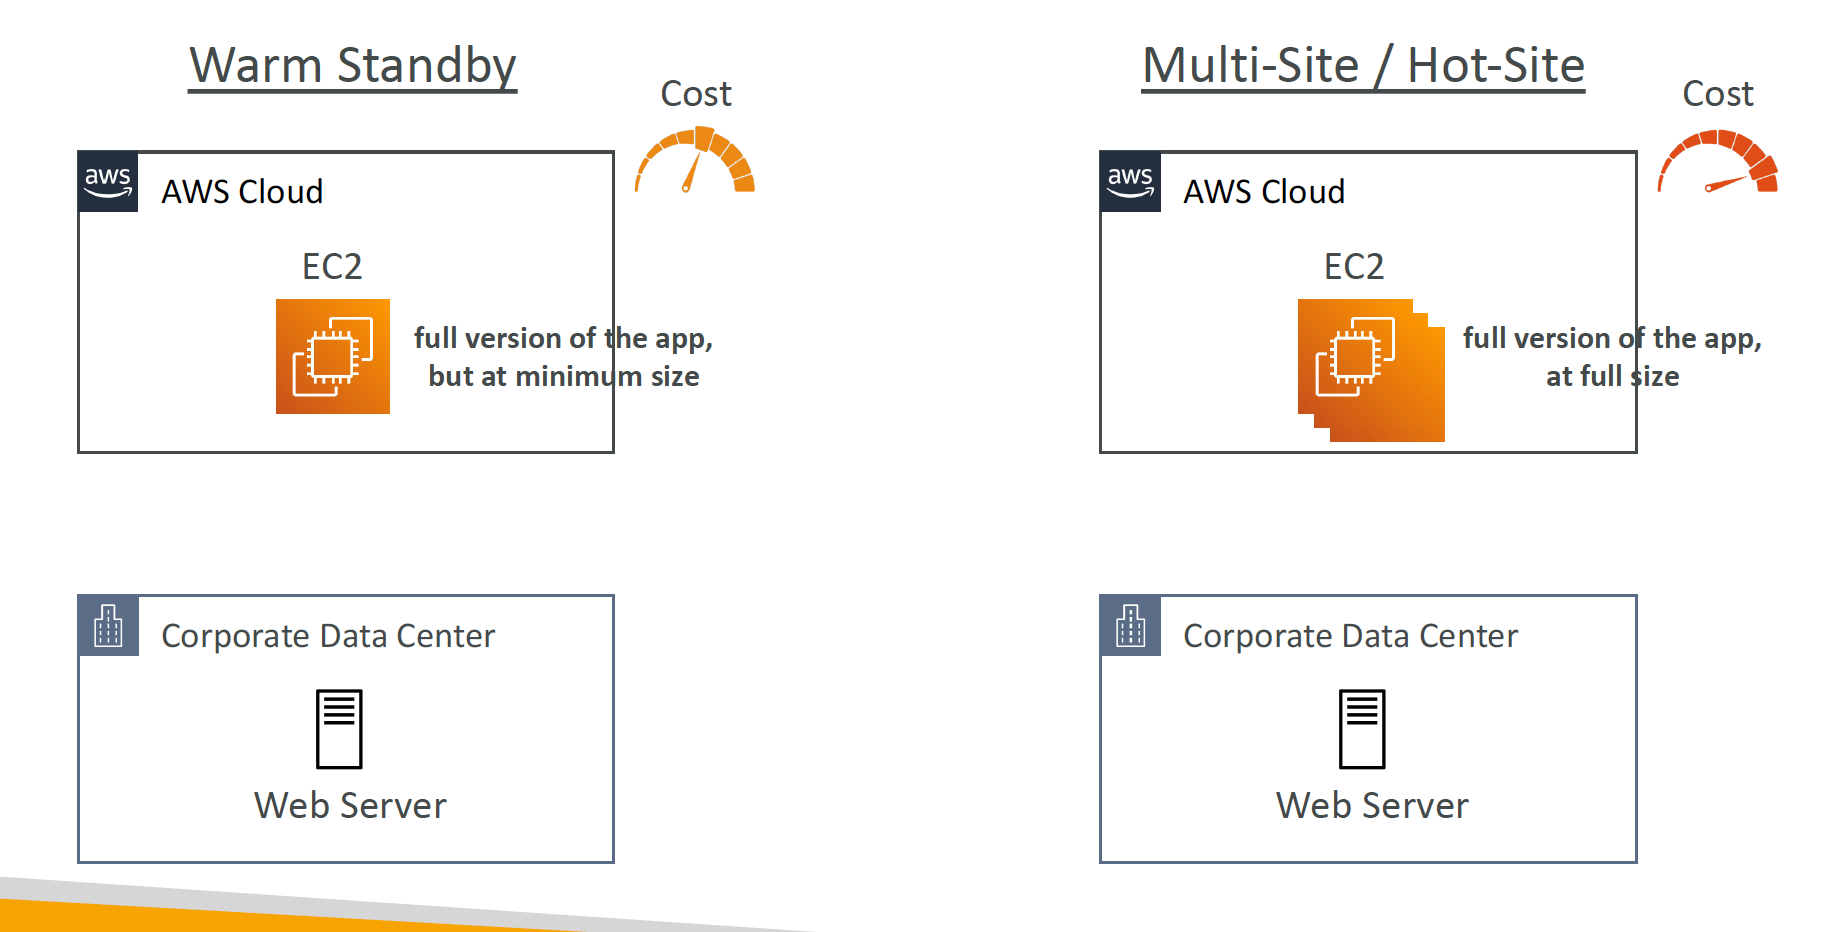 Warm Standby
Cost
aws
AWS Cloud
EC2
full version of the app,
but at minimum size
Corporate Data Center
Web Server
Multi-Site / Hot-Site
Cost
aws
AWS Cloud
EC2
full version of the app,
at full size
Corporate Data Center
Web Server